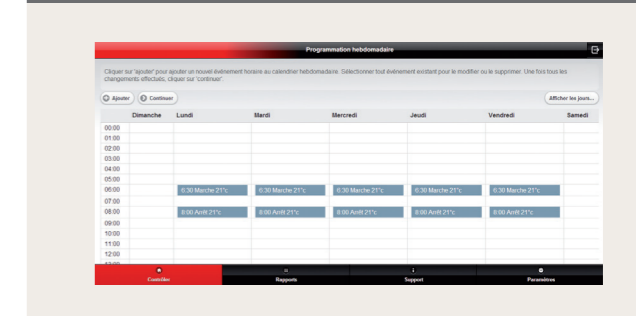 Programmation hebdomadaire
Cliquer sur 'ajouter' pour ajouter un nouvel événement horaire au calendrier hebdomadaire. Sélectionner tout événement existant pour le modifier ou le supprimer. Une fois tous les
changements effectués, cliquer sur 'continuer'.
Ajouter Continuer Afficher les jours...
Dimanche Lundi Mardi Mercredi Jeudi Vendredi Samedi
00:00
01:00
02:00
03:00
04:00
05:00
06:00 6:30 Marche 21°c 6:30 Marche 21°c 6:30 Marche 21°c 6:30 Marche 21°c 6:30 Marche 21°c
07:00
08:00 8:00 Arrêt 21°c 8:00 Arrêt 21°c 8:00 Arrêt 21°c 8:00 Arrêt 21°c 8:00 Arrêt 21°c
09:00
10:00
11:00
12:00
Contrôles Rapports Support Paramètres